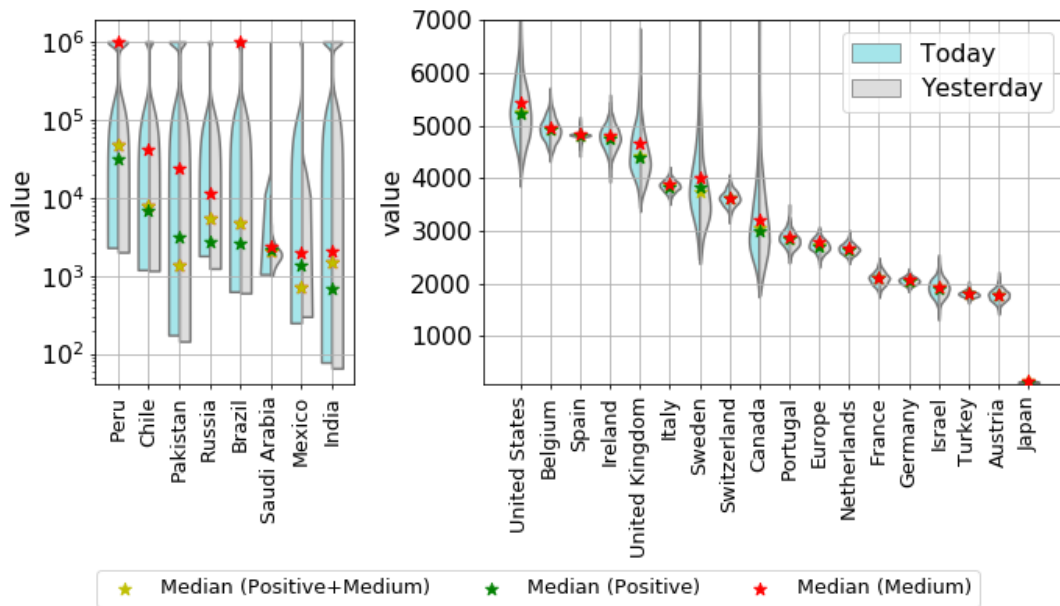 value
10^6
10^5
10^4
10^3
10^2
Peru
Chile
Pakistan
Russia
Brazil
Saudi Arabia
Mexico
India
value
7000
6000
5000
4000
3000
2000
1000
Today
Yesterday
United States
Belgium
Spain
Ireland
United Kingdom
Italy
Sweden
Switzerland
Canada
Portugal
Europe
Netherlands
France
Germany
Israel
Turkey
Austria
Japan
Median (Positive+Medium)
Median (Positive)
Median (Medium)